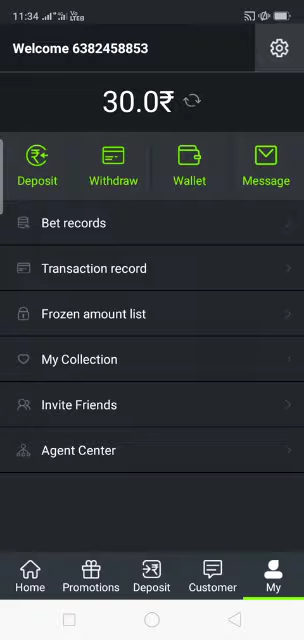 11:34
Welcome 6382458853
30.0₹
Deposit Withdraw Wallet Message
Bet records
Transaction record
Frozen amount list
My Collection
Invite Friends
Agent Center
Home Promotions Deposit Customer My